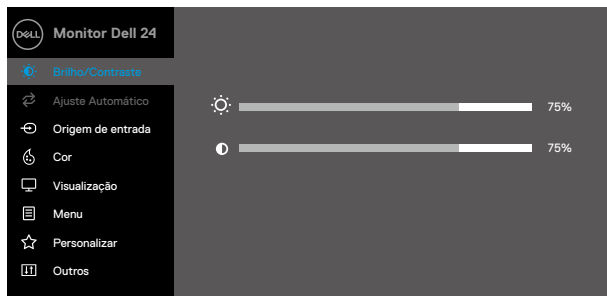 DELL
Monitor Dell 24
Brilho/Contraste
Ajuste Automático
75%
Origem de entrada
75%
Cor
Visualização
Menu
Personalizar
Outros